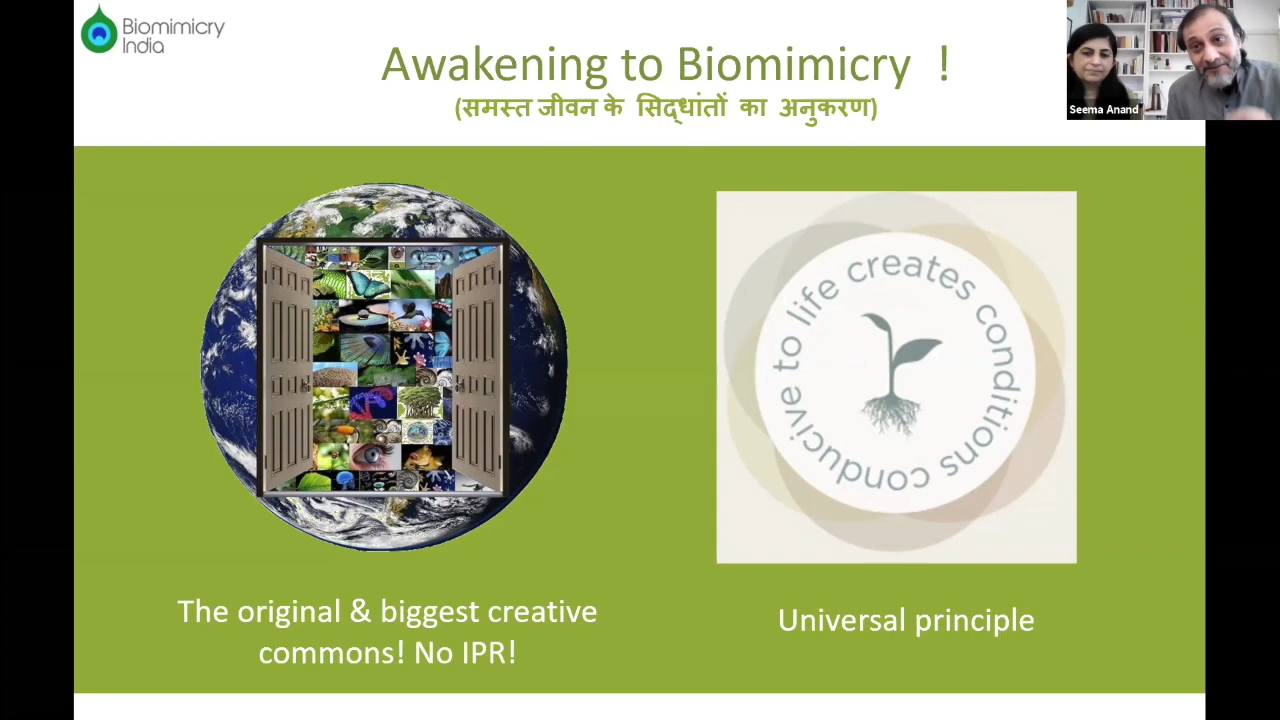 Biomimicry
India
Awakening to Biomimicry !
(समस्त जीवन के सिद्धांतों का अनुकरण)
Seema Anand
life creates conditions conducive to
The original & biggest creative
commons! No IPR!
Universal principle